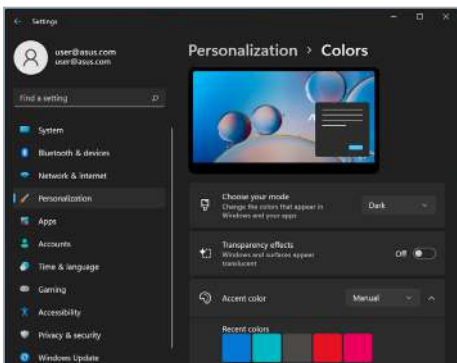 Settings
user@asus.com
user@asus.com
Find a setting
System
Bluetooth & devices
Network & internet
Personalization
Apps
Accounts
Time & language
Gaming
Accessibility
Privacy & security
Windows Update
Personalization > Colors
Choose your mode
Change the colors that appear in
Windows and your apps
Dark
Transparency effects
Windows and surfaces appear
translucent
Off
Accent color
Manual
Recent colors